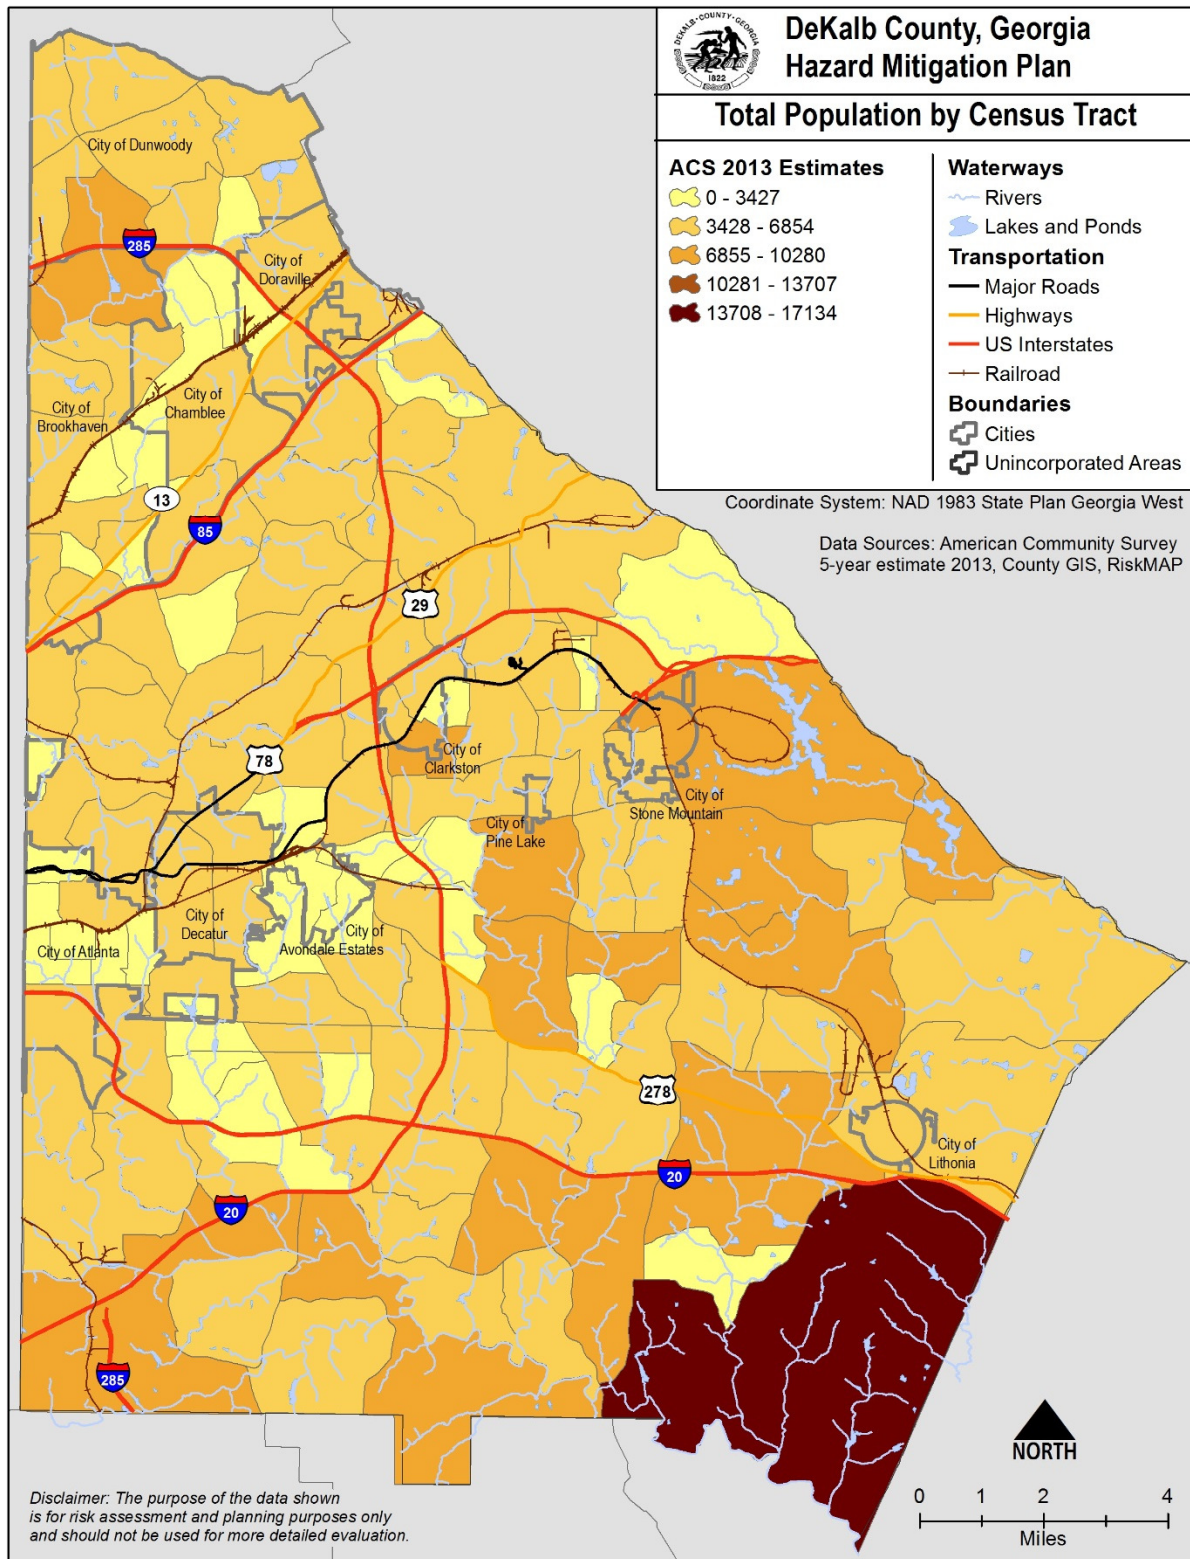 DEKALB·COUNTY·GEORGIA
1822
DeKalb County, Georgia
Hazard Mitigation Plan
Total Population by Census Tract
ACS 2013 Estimates
0 - 3427
3428 - 6854
6855 - 10280
10281 - 13707
13708 - 17134
Waterways
Rivers
Lakes and Ponds
Transportation
Major Roads
Highways
US Interstates
Railroad
Boundaries
Cities
Unincorporated Areas
Coordinate System: NAD 1983 State Plan Georgia West
Data Sources: American Community Survey
5-year estimate 2013, County GIS, RiskMAP
City of Dunwoody
285
City of
Doraville
City of
Chamblee
City of
Brookhaven
13
85
29
78
City of
Clarkston
City of
Stone Mountain
City of
Pine Lake
City of
Decatur
City of
Avondale Estates
City of Atlanta
278
City of
Lithonia
20
20
285
NORTH
0 1 2 4
Miles
Disclaimer: The purpose of the data shown
is for risk assessment and planning purposes only
and should not be used for more detailed evaluation.